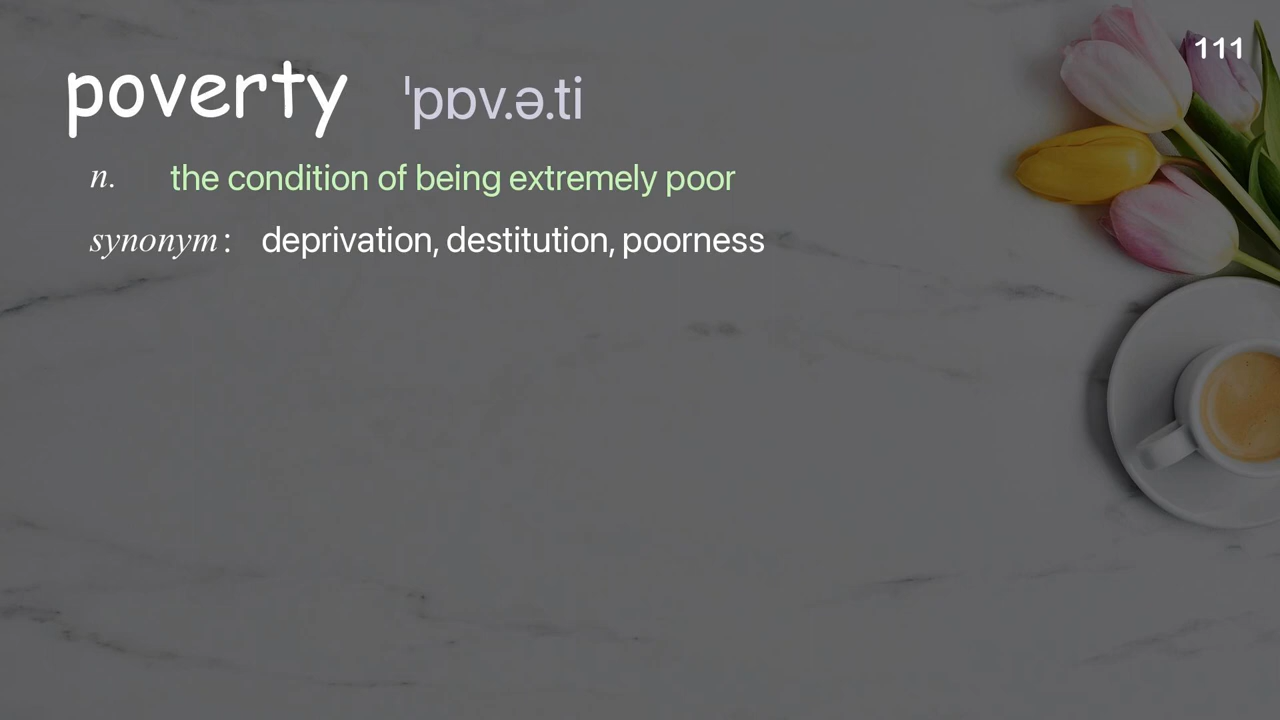 111
poverty ˈpɒv.ə.ti
n. the condition of being extremely poor
synonym: deprivation, destitution, poorness